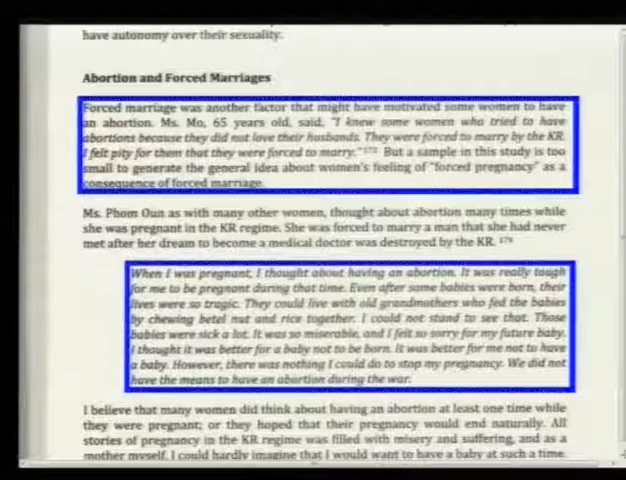 have autonomy over their sexuality.
Abortion and Forced Marriages
Forced marriage was another factor that might have motivated some women to have
an abortion. Ms. Mo, 65 years old, said, "I knew some women who tried to have
abortions because they did not love their husbands. They were forced to marry by the KR.
I felt pity for them that they were forced to marry." But a sample in this study is too
small to generate the general idea about women's feeling of "forced pregnancy" as a
consequence of forced marriage.
Ms. Phom Oun as with many other women, thought about abortion many times while
she was pregnant in the KR regime. She was forced to marry a man that she had never
met after her dream to become a medical doctor was destroyed by the KR.
When I was pregnant, I thought about having an abortion. It was really tough
for me to be pregnant during that time. Even after some babies were born, their
lives were so tragic. They could live with old grandmothers who fed the babies
by chewing betel nut and rice together. I could not stand to see that. Those
babies were sick a lot. It was so miserable, and I felt so sorry for my future baby.
I thought it was better for a baby not to be born. It was better for me not to have
a baby. However, there was nothing I could do to stop my pregnancy. We did not
have the means to have an abortion during the war.
I believe that many women did think about having an abortion at least one time while
they were pregnant; or they hoped that their pregnancy would end naturally. All
stories of pregnancy in the KR regime was filled with misery and suffering, and as a
mother myself, I could hardly imagine that I would want to have a baby at such a time.